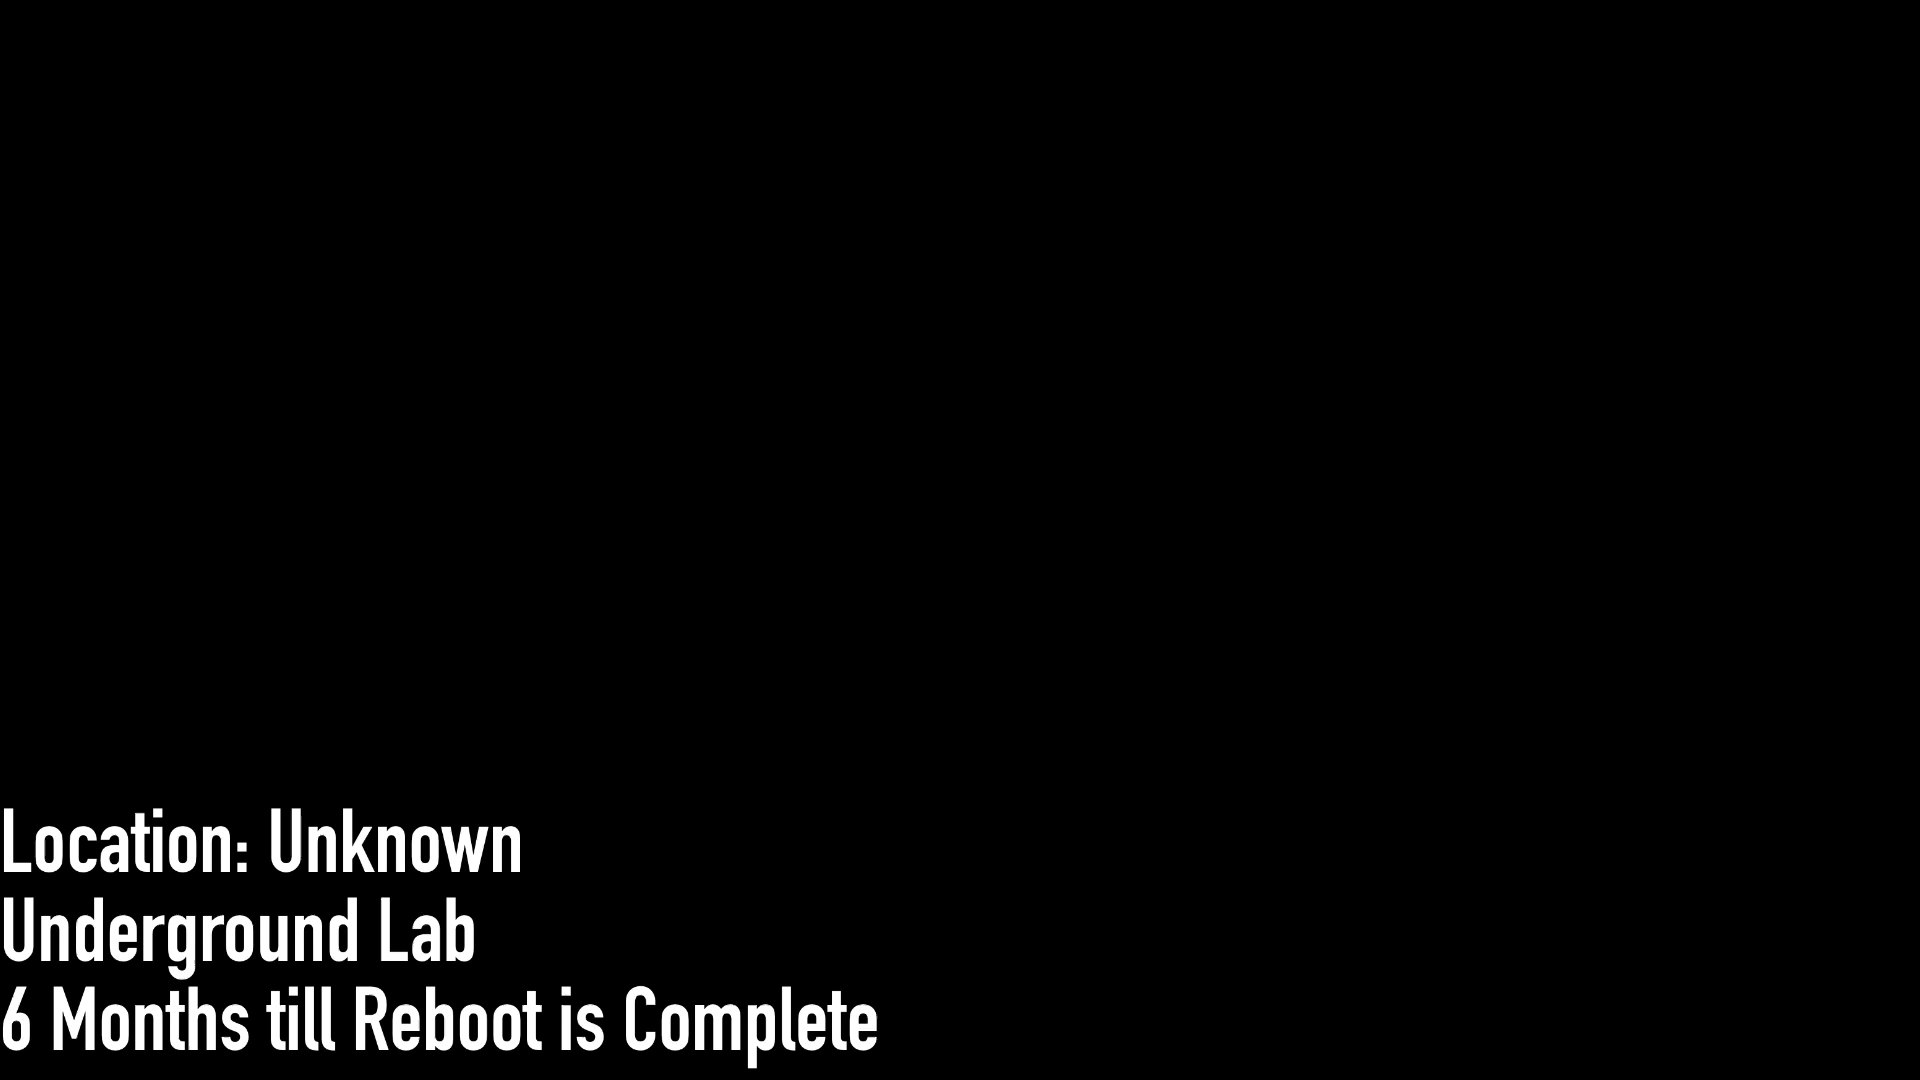 Location: Unknown
Underground Lab
6 Months till Reboot is Complete